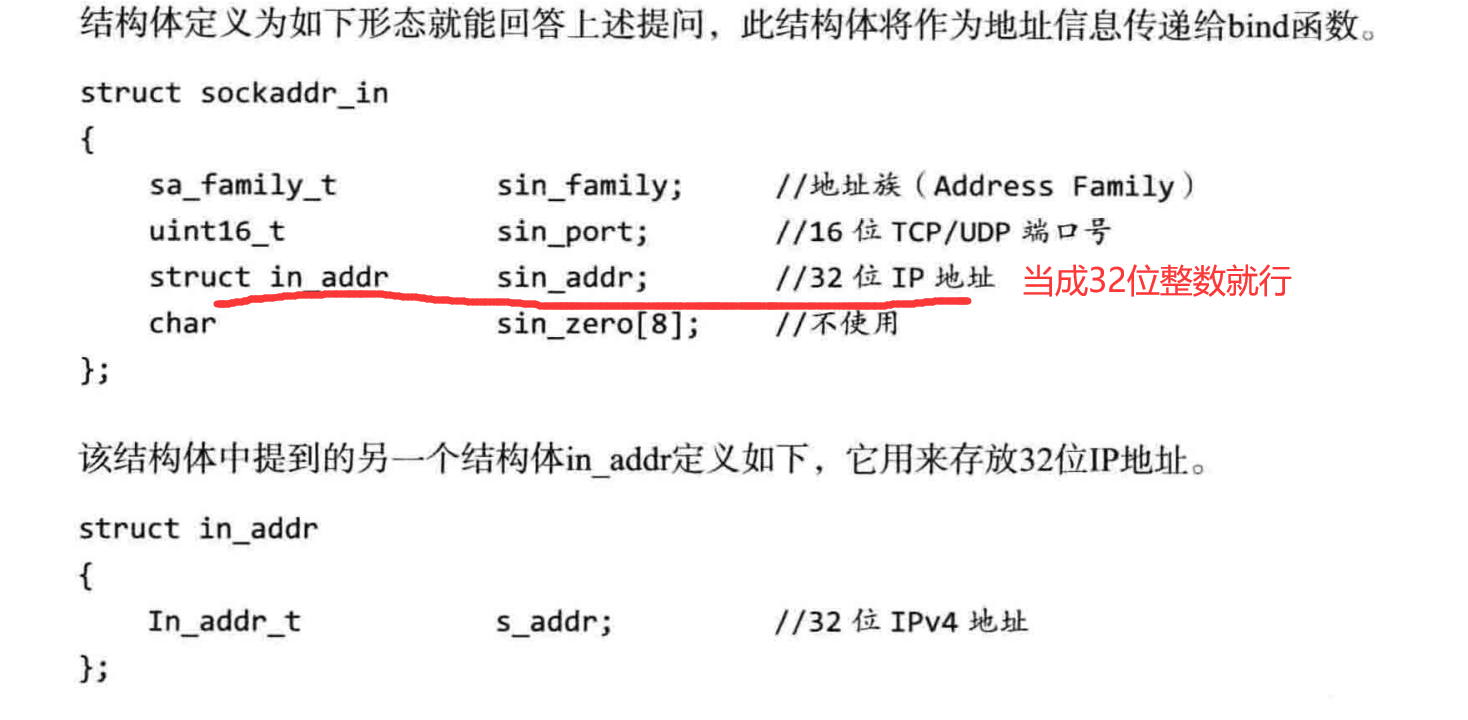 结构体定义为如下形态就能回答上述提问，此结构体将作为地址信息传递给bind函数。
struct sockaddr_in
{
sa_family_t sin_family; //地址族（Address Family）
uint16_t sin_port; //16 位 TCP/UDP 端口号
struct in_addr sin_addr; //32 位 IP 地址 当成32位整数就行
char sin_zero[8]; //不使用
};
该结构体中提到的另一个结构体in_addr定义如下，它用来存放32位IP地址。
struct in_addr
{
In_addr_t s_addr; //32 位 IPv4 地址
};